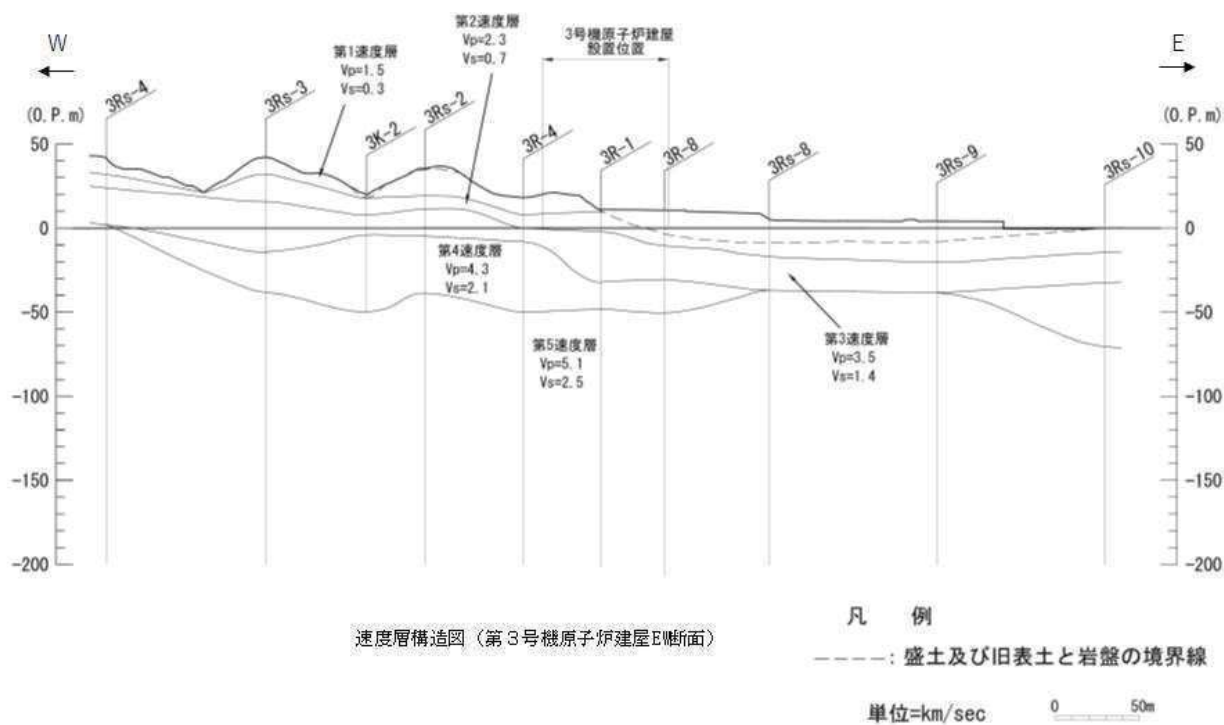 W
E
(O.P.m)
(O.P.m)
第1速度層
Vp=1.5
Vs=0.3
第2速度層
Vp=2.3
Vs=0.7
3号機原子炉建屋
設置位置
3Rs-4
3Rs-3
3K-2
3Rs-2
3R-4
3R-1
3R-8
3Rs-8
3Rs-9
3Rs-10
50
0
-50
-100
-150
-200
50
0
-50
-100
-150
-200
第4速度層
Vp=4.3
Vs=2.1
第5速度層
Vp=5.1
Vs=2.5
第3速度層
Vp=3.5
Vs=1.4
速度層構造図（第３号機原子炉建屋EW断面）
凡 例
: 盛土及び旧表土と岩盤の境界線
単位=km/sec
0 50m